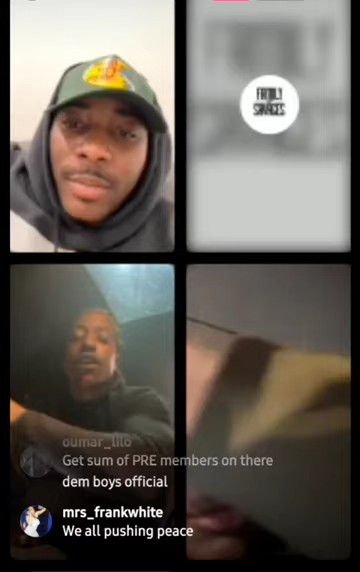 FAMILY
SAVAGES
oumar_lilo
Get sum of PRE members on there
dem boys official
mrs_frankwhite
We all pushing peace